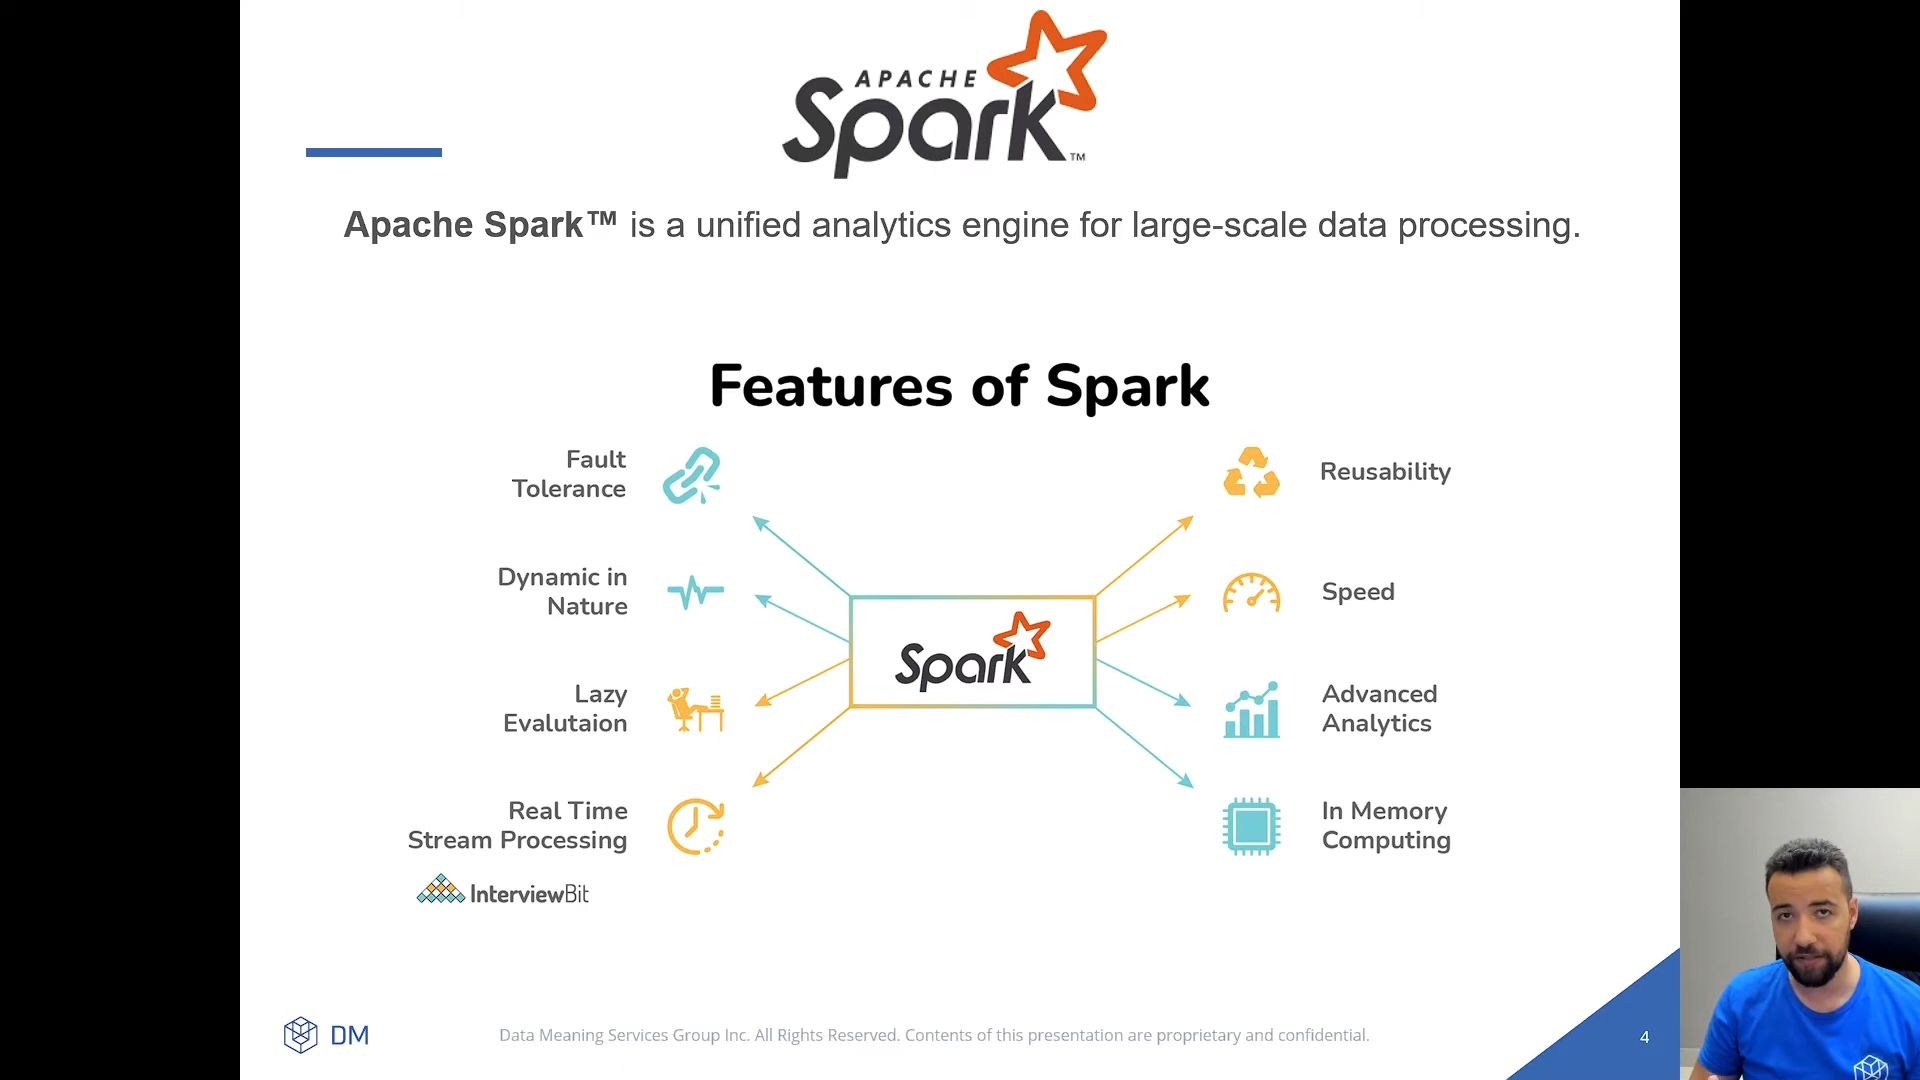 APACHE
Spark™
Apache Spark™ is a unified analytics engine for large-scale data processing.
Features of Spark
Fault
Tolerance
Dynamic in
Nature
Lazy
Evalutaion
Real Time
Stream Processing
InterviewBit
Spark
Reusability
Speed
Advanced
Analytics
In Memory
Computing
DM
Data Meaning Services Group Inc. All Rights Reserved. Contents of this presentation are proprietary and confidential.
4